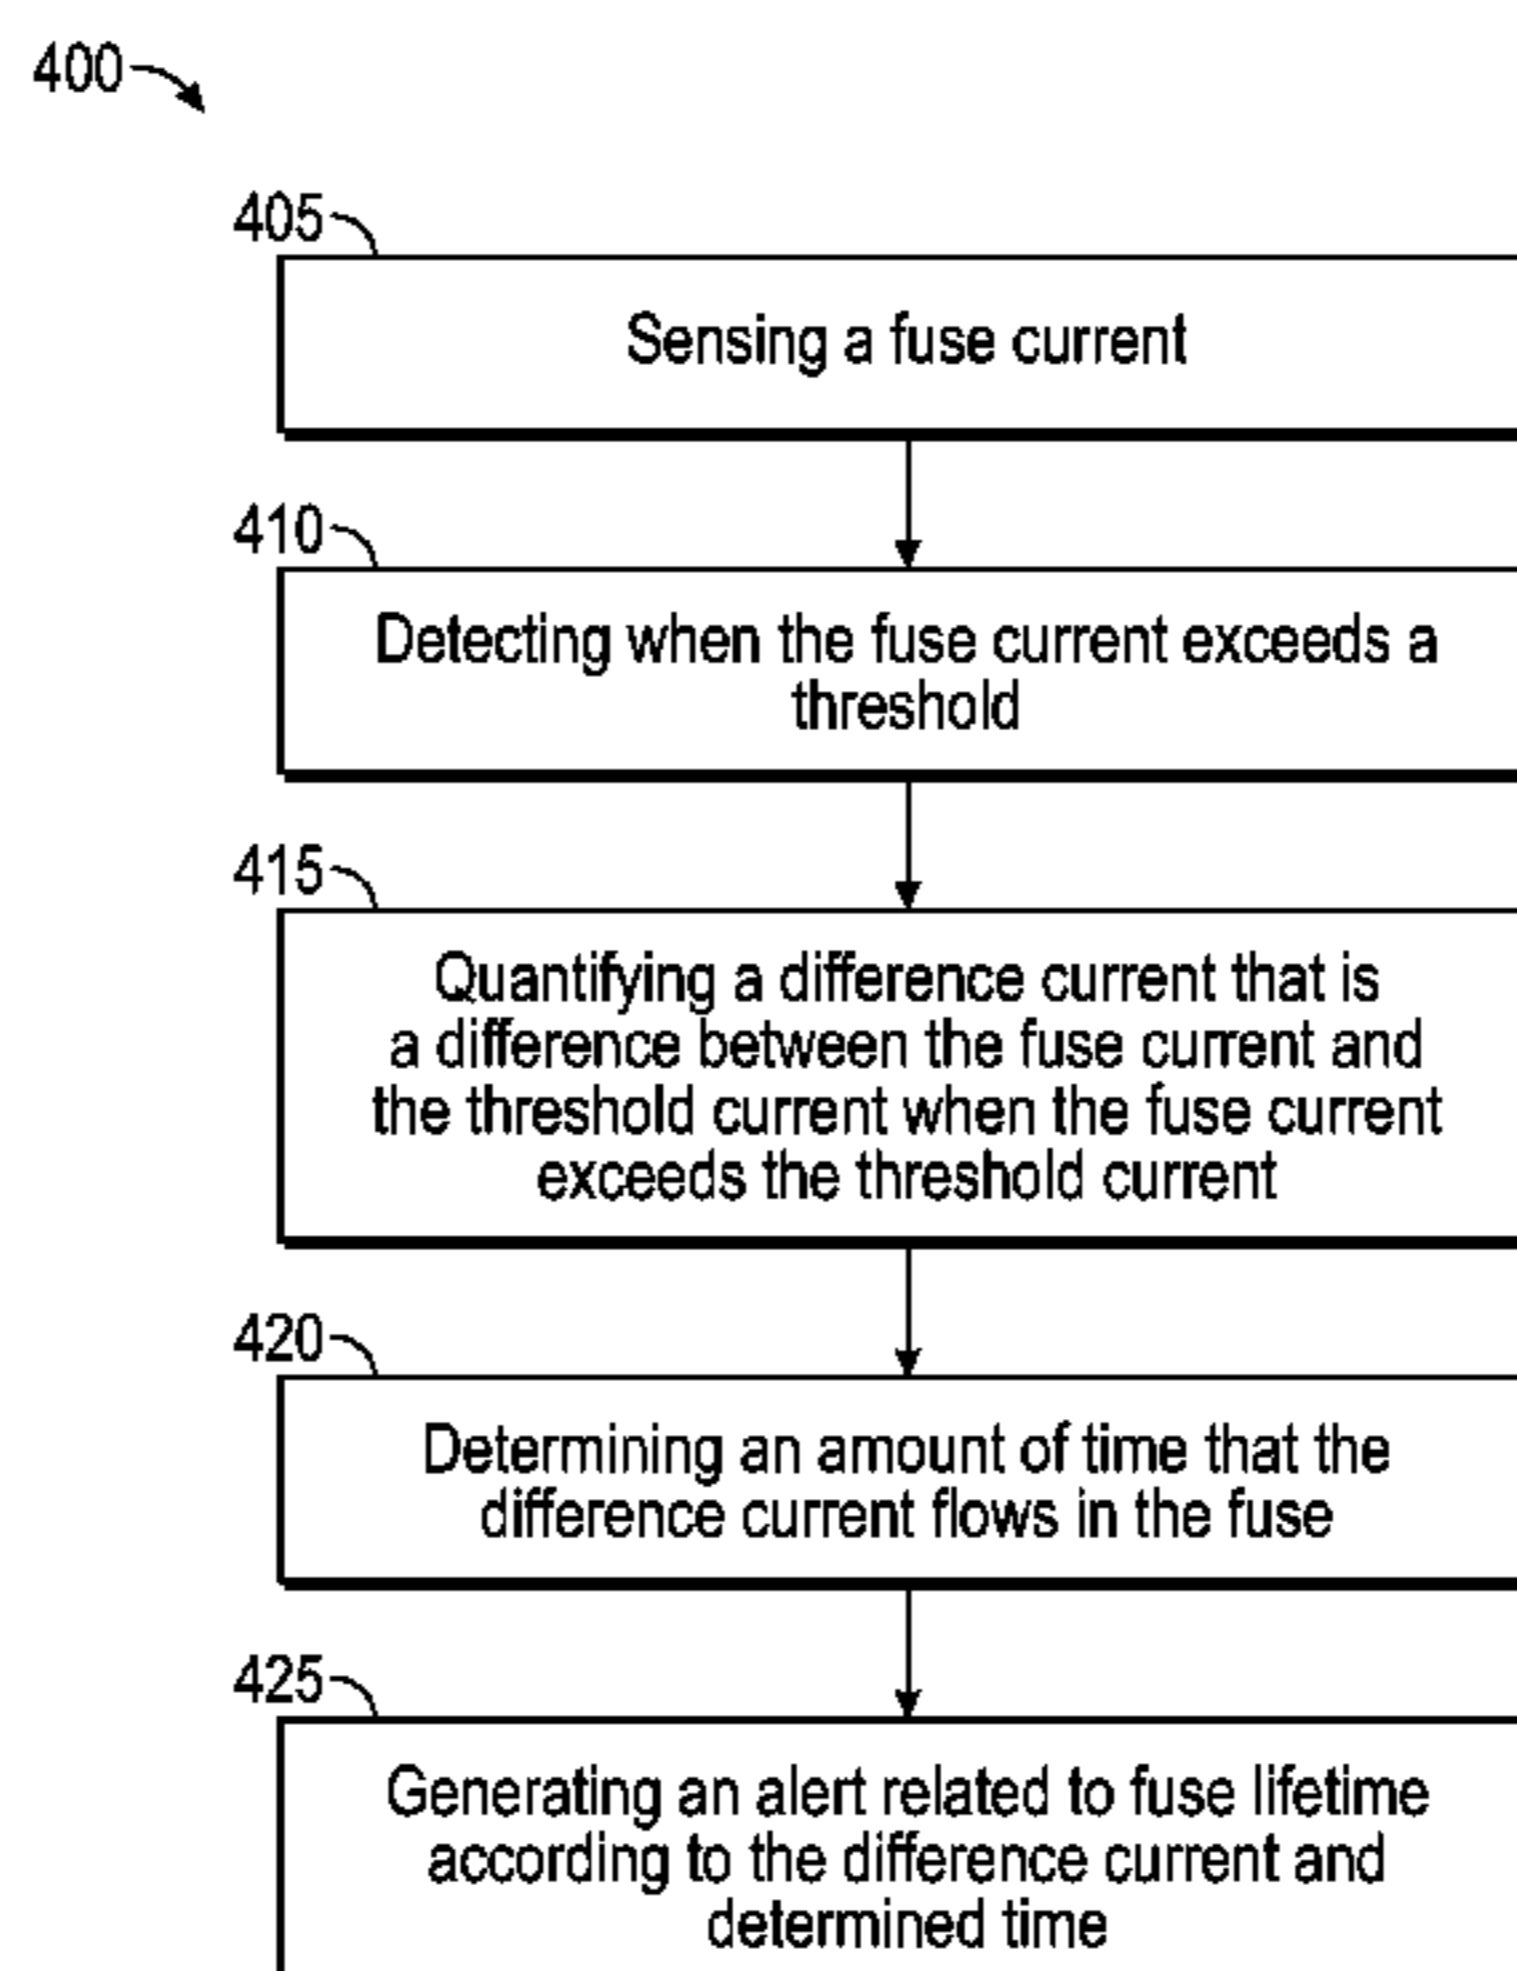 400
405
Sensing a fuse current
410
Detecting when the fuse current exceeds a
threshold
415
Quantifying a difference current that is
a difference between the fuse current and
the threshold current when the fuse current
exceeds the threshold current
420
Determining an amount of time that the
difference current flows in the fuse
425
Generating an alert related to fuse lifetime
according to the difference current and
determined time